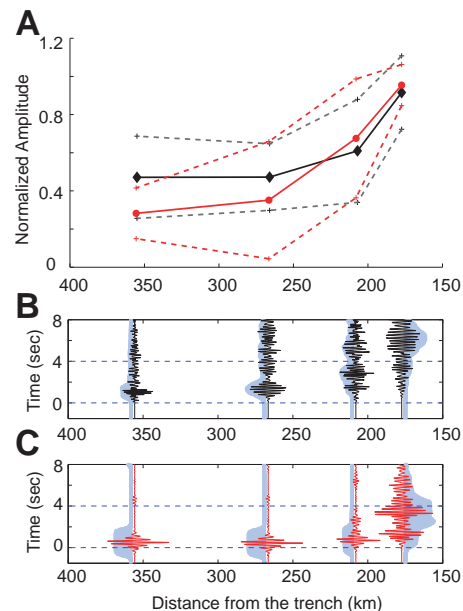 A
Normalized Amplitude
1.2
0.8
0.4
0
400 350 300 250 200 150
B
Time (sec)
8
4
0
400 350 300 250 200 150
C
Time (sec)
8
4
0
400 350 300 250 200 150
Distance from the trench (km)